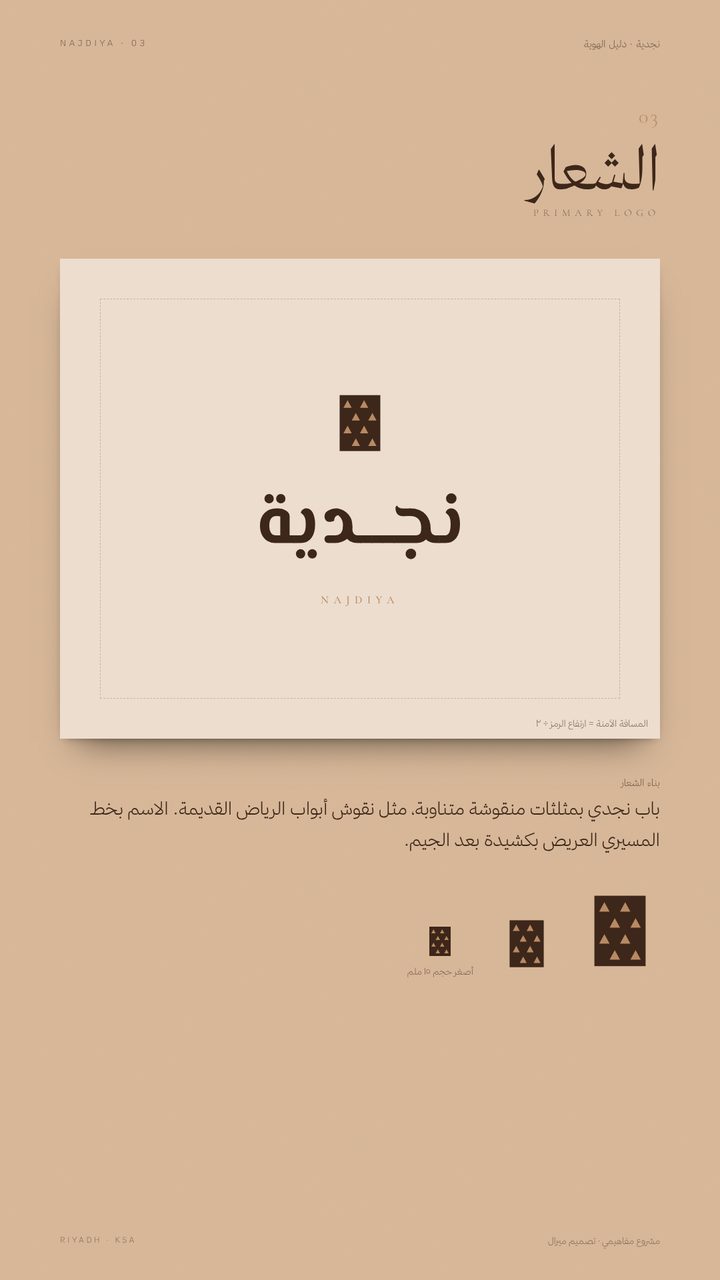 نجدية · دليل الهوية
NAJDIYA · 03
03
الشعار
PRIMARY LOGO
نجـــدية
NAJDIYA
المسافة الآمنة = ارتفاع الرمز ÷ ٢
بناء الشعار
باب نجدي بمثلثات منقوشة متناوبة، مثل نقوش أبواب الرياض القديمة. الاسم بخط
المسيري العريض بكشيدة بعد الجيم.
أصغر حجم ١٥ ملم
مشروع مفاهيمي · تصميم ميرال
RIYADH · KSA